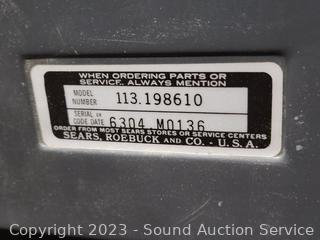 WHEN ORDERING PARTS OR
SERVICE.. ALWAYS MENTION
MODEL
NUMBER 113.198610
SERIAL OR
CODE DATE 6304 M0136
ORDER FROM MOST SEARS STORES OR SERVICE CENTERS
SEARS, ROEBUCK AND CO. - U.S.A.
Copyright 2023 - Sound Auction Service